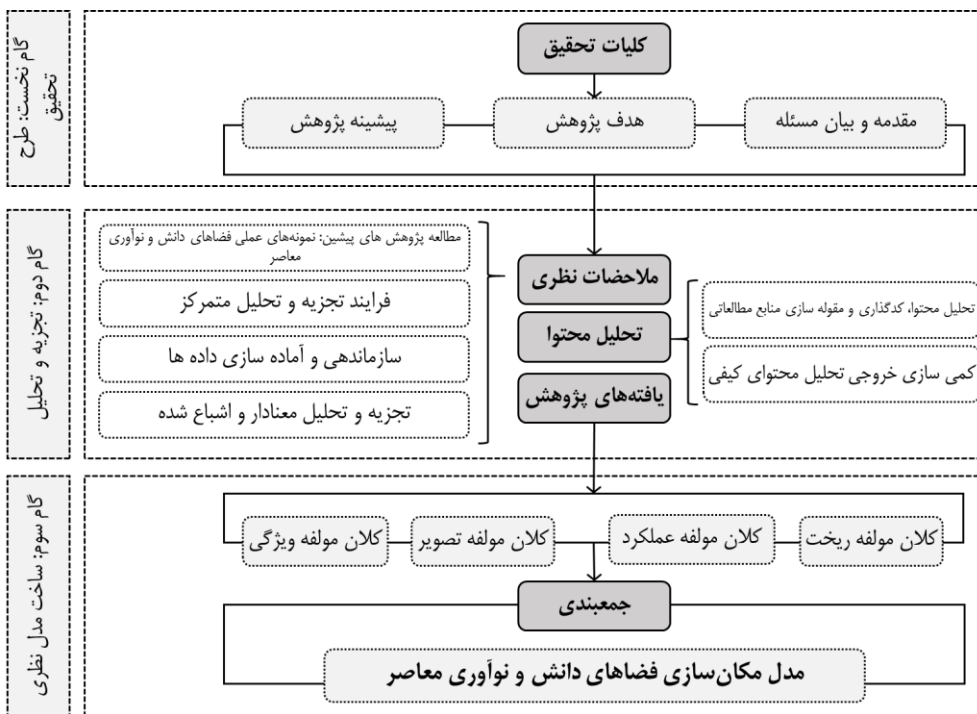 گام نخست: طرح
تحقیق
کلیات تحقیق
مقدمه و بیان مسئله
هدف پژوهش
پیشینه پژوهش
گام دوم: تجزیه و تحلیل
ملاحضات نظری
تحلیل محتوا
یافته‌های پژوهش
تحلیل محتوا، کدگذاری و مقوله سازی منابع مطالعاتی
کمی سازی خروجی تحلیل محتوای کیفی
مطالعه پژوهش های پیشین: نمونه‌های عملی فضاهای دانش و نوآوری
معاصر
فرایند تجزیه و تحلیل متمرکز
سازماندهی و آماده سازی داده ها
تجزیه و تحلیل معنادار و اشباع شده
گام سوم: ساخت مدل نظری
کلان مولفه ریخت
کلان مولفه عملکرد
کلان مولفه تصویر
کلان مولفه ویژگی
جمعبندی
مدل مکان‌سازی فضاهای دانش و نوآوری معاصر